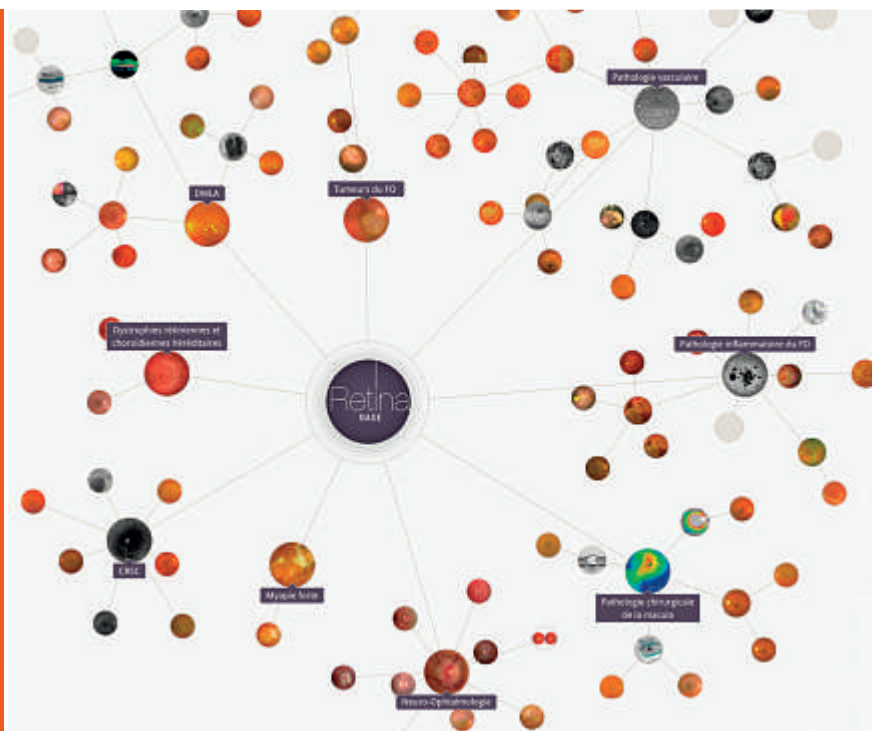 Pathologie vasculaire
DMLA
Tumeurs du FO
Dystrophies rétiniennes et
choroïdiennes héréditaires
Pathologie inflammatoire du FO
Retina
BASE
CRSC
Myopie forte
Pathologie chirurgicale
de la macula
Neuro-Ophtalmologie